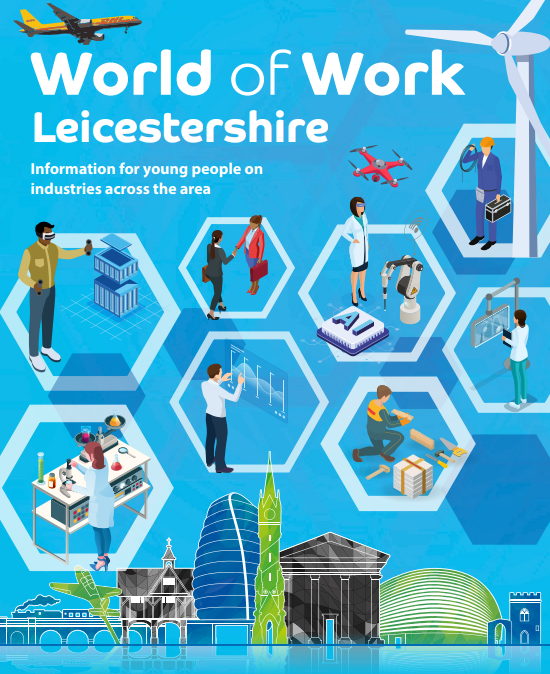 World of Work
Leicestershire
Information for young people on
industries across the area
AI